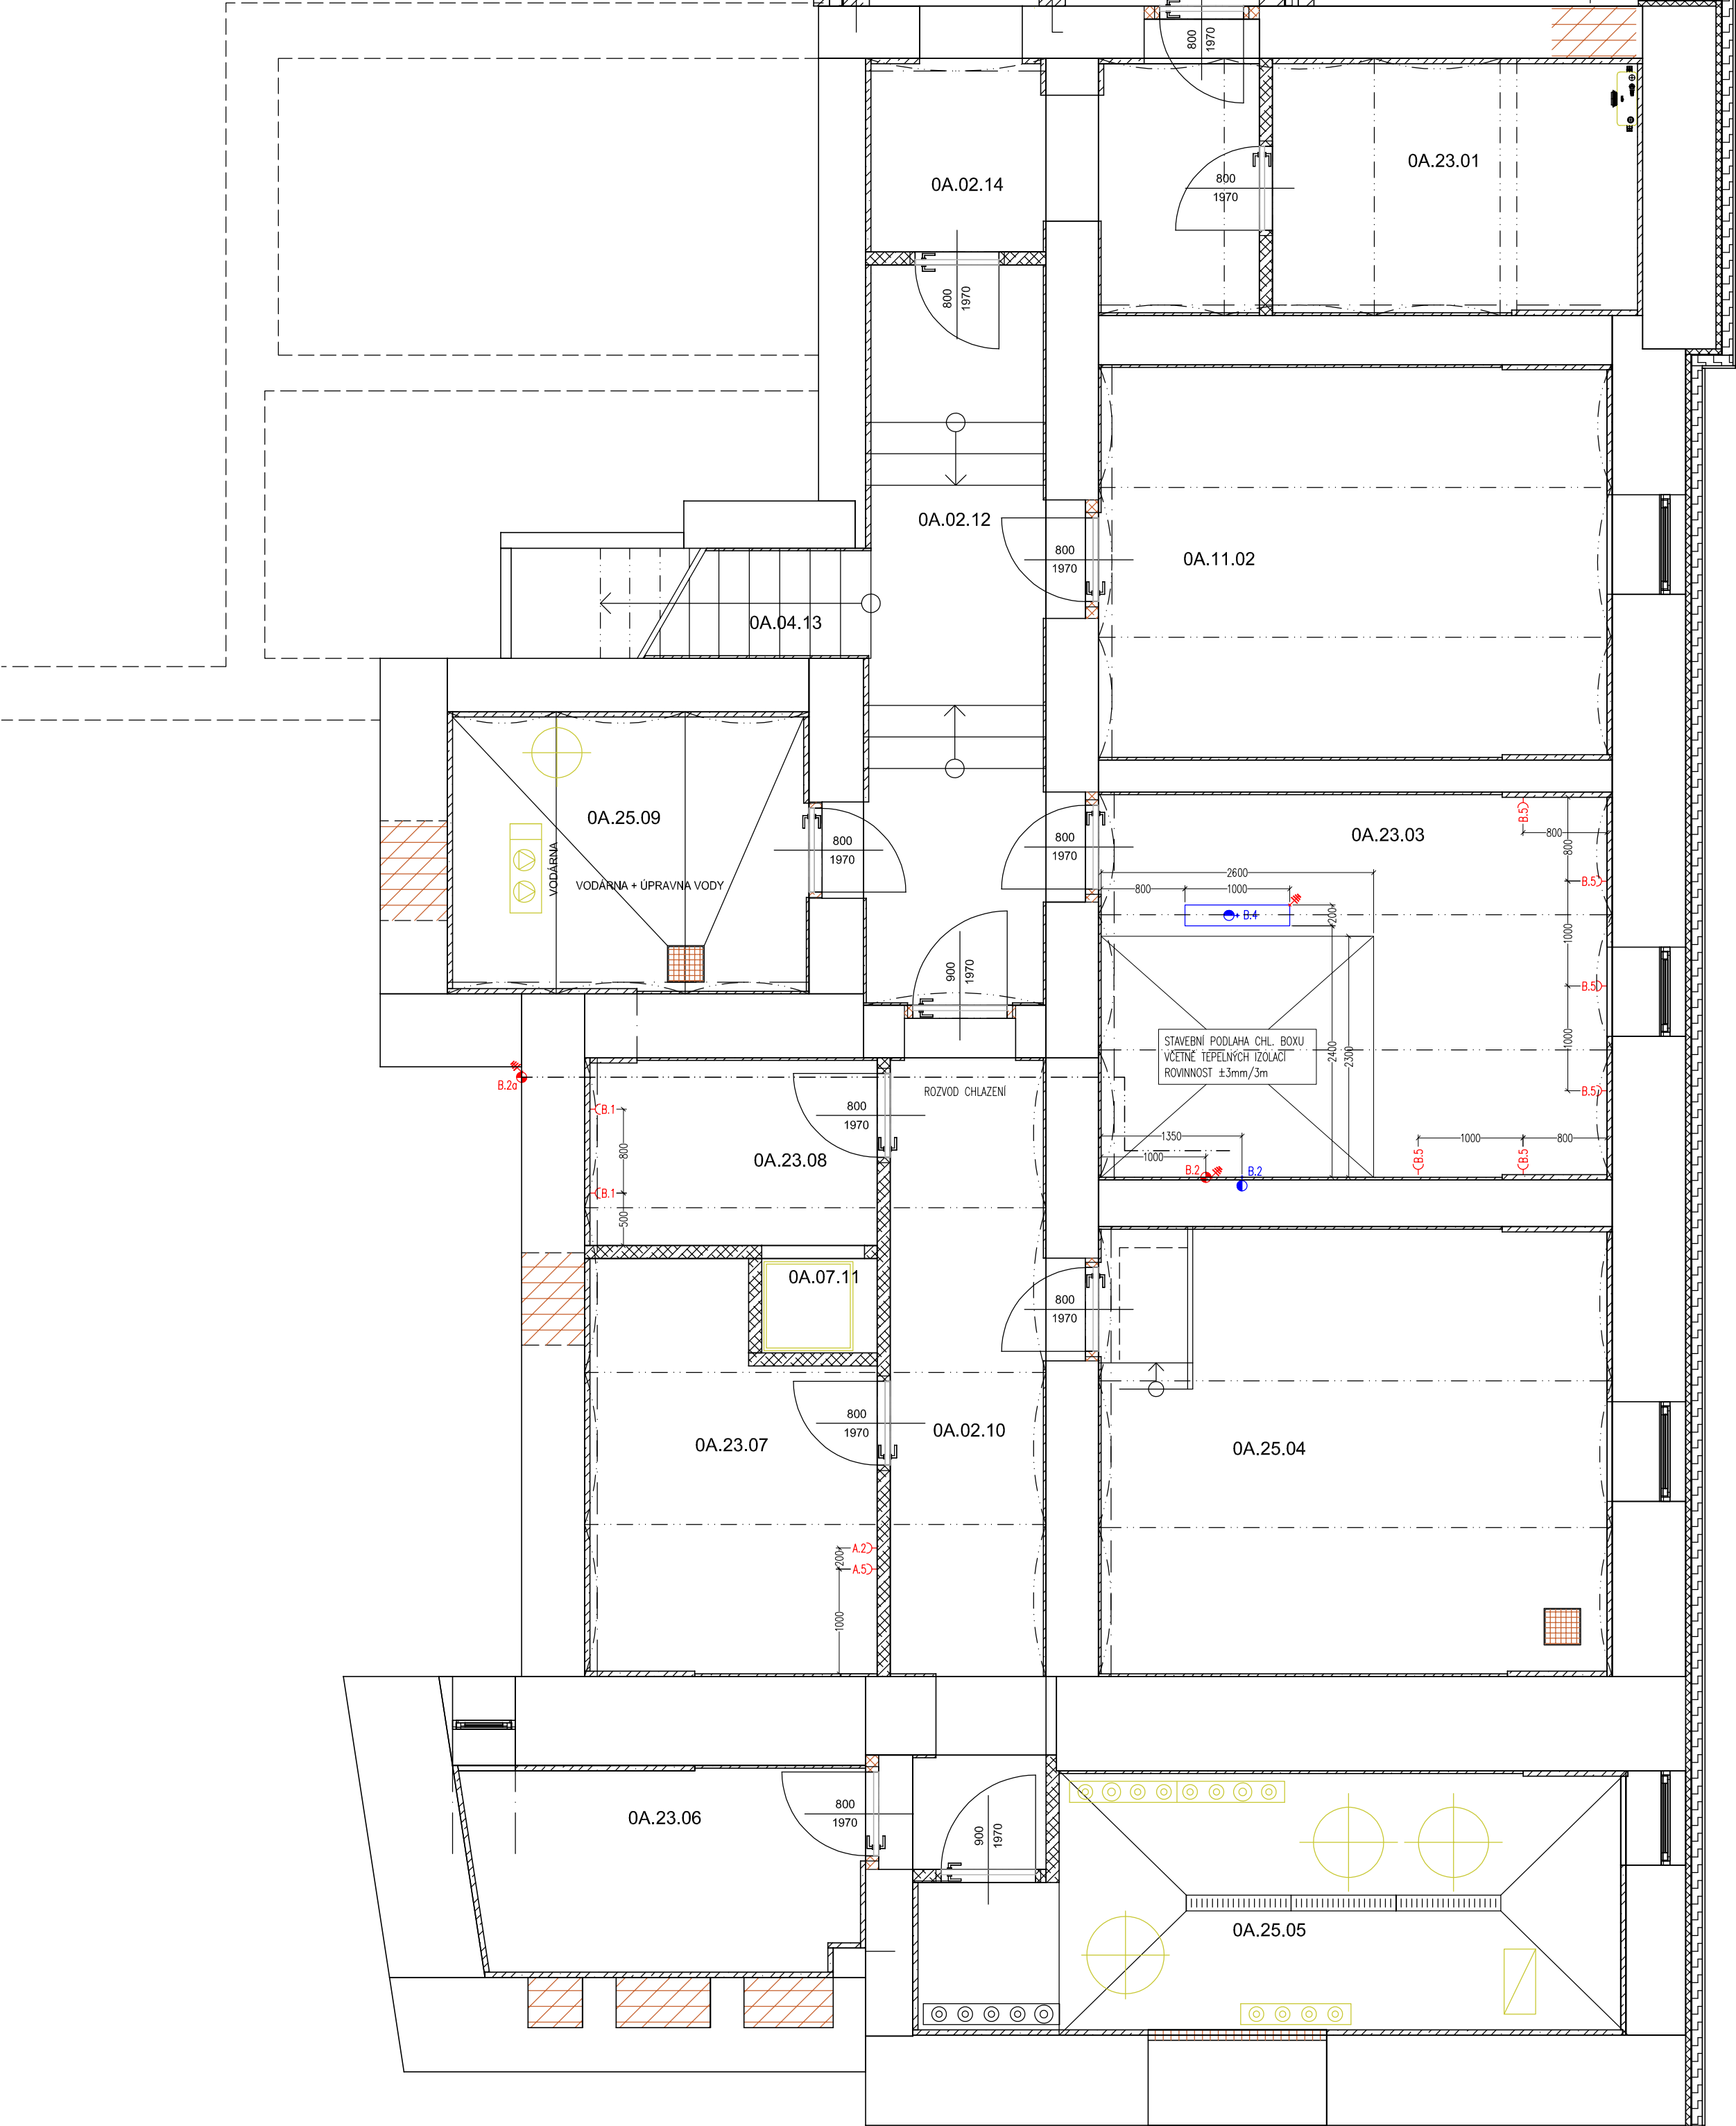 800
1970
0A.23.01
0A.02.14
800
1970
800
1970
0A.02.12
800
1970
0A.11.02
0A.04.13
0A.25.09
VODÁRNA
VODÁRNA + ÚPRAVNA VODY
800
1970
800
1970
0A.23.03
B.5
800
800
B.5
2600
800
1000
B.4
200
1000
900
1970
B.5
STAVEBNÍ PODLAHA CHL. BOXU
VČETNĚ TEPELNÝCH IZOLACÍ
ROVINNOST ±3mm/3m
2400
2300
1000
B.2a
ROZVOD CHLAZENÍ
B.5
B.1
800
1970
800
0A.23.08
1350
1000
1000
800
B.2
B.2
B.5
B.5
B.1
500
0A.07.11
800
1970
800
1970
0A.23.07
0A.02.10
0A.25.04
A.2
200
A.5
1000
0A.23.06
800
1970
900
1970
0A.25.05